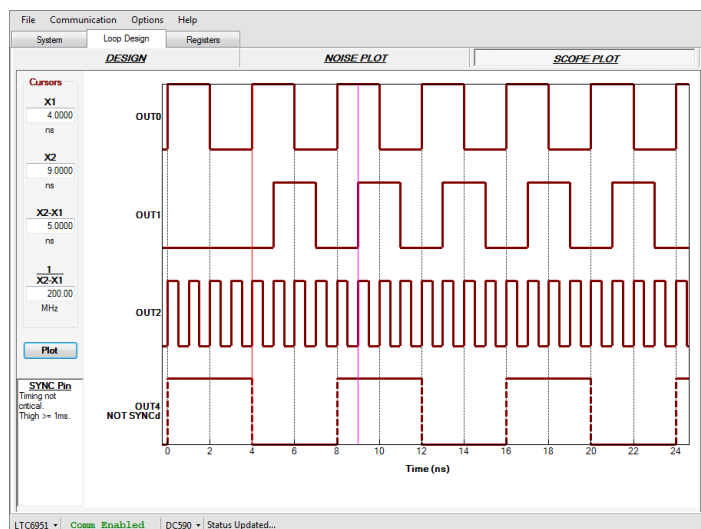 File Communication Options Help
System Loop Design Registers
DESIGN NOISE PLOT SCOPE PLOT
Cursors
X1
4.0000
ns
X2
9.0000
ns
X2-X1
5.0000
ns
1
X2-X1
200.00
MHz
Plot
SYNC Pin
Timing not
critical.
Thigh >= 1ms.
OUT0
OUT1
OUT2
OUT4
NOT SYNCd
0 2 4 6 8 10 12 14 16 18 20 22 24
Time (ns)
LTC6951 Comm Enabled DC590 Status Updated...